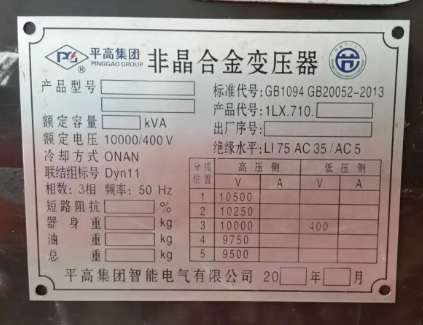 平高集团
PINGGAO GROUP
®
非晶合金变压器
产品型号
标准代号:GB1094 GB20052-2013
产品代号:1LX.710.
额定容量 kVA
出厂序号:
额定电压 10000/400 V
绝缘水平:LI 75 AC 35/AC 5
冷却方式 ONAN
联结组标号 Dyn11
相数: 3相 频率: 50 Hz
短路阻抗 %
器身重 kg
油重 kg
总重 kg
分接位置 高压侧 低压侧
V A V A
1 10500
2 10250
3 10000 400
4 9750
5 9500
平高集团智能电气有限公司 20 年 月